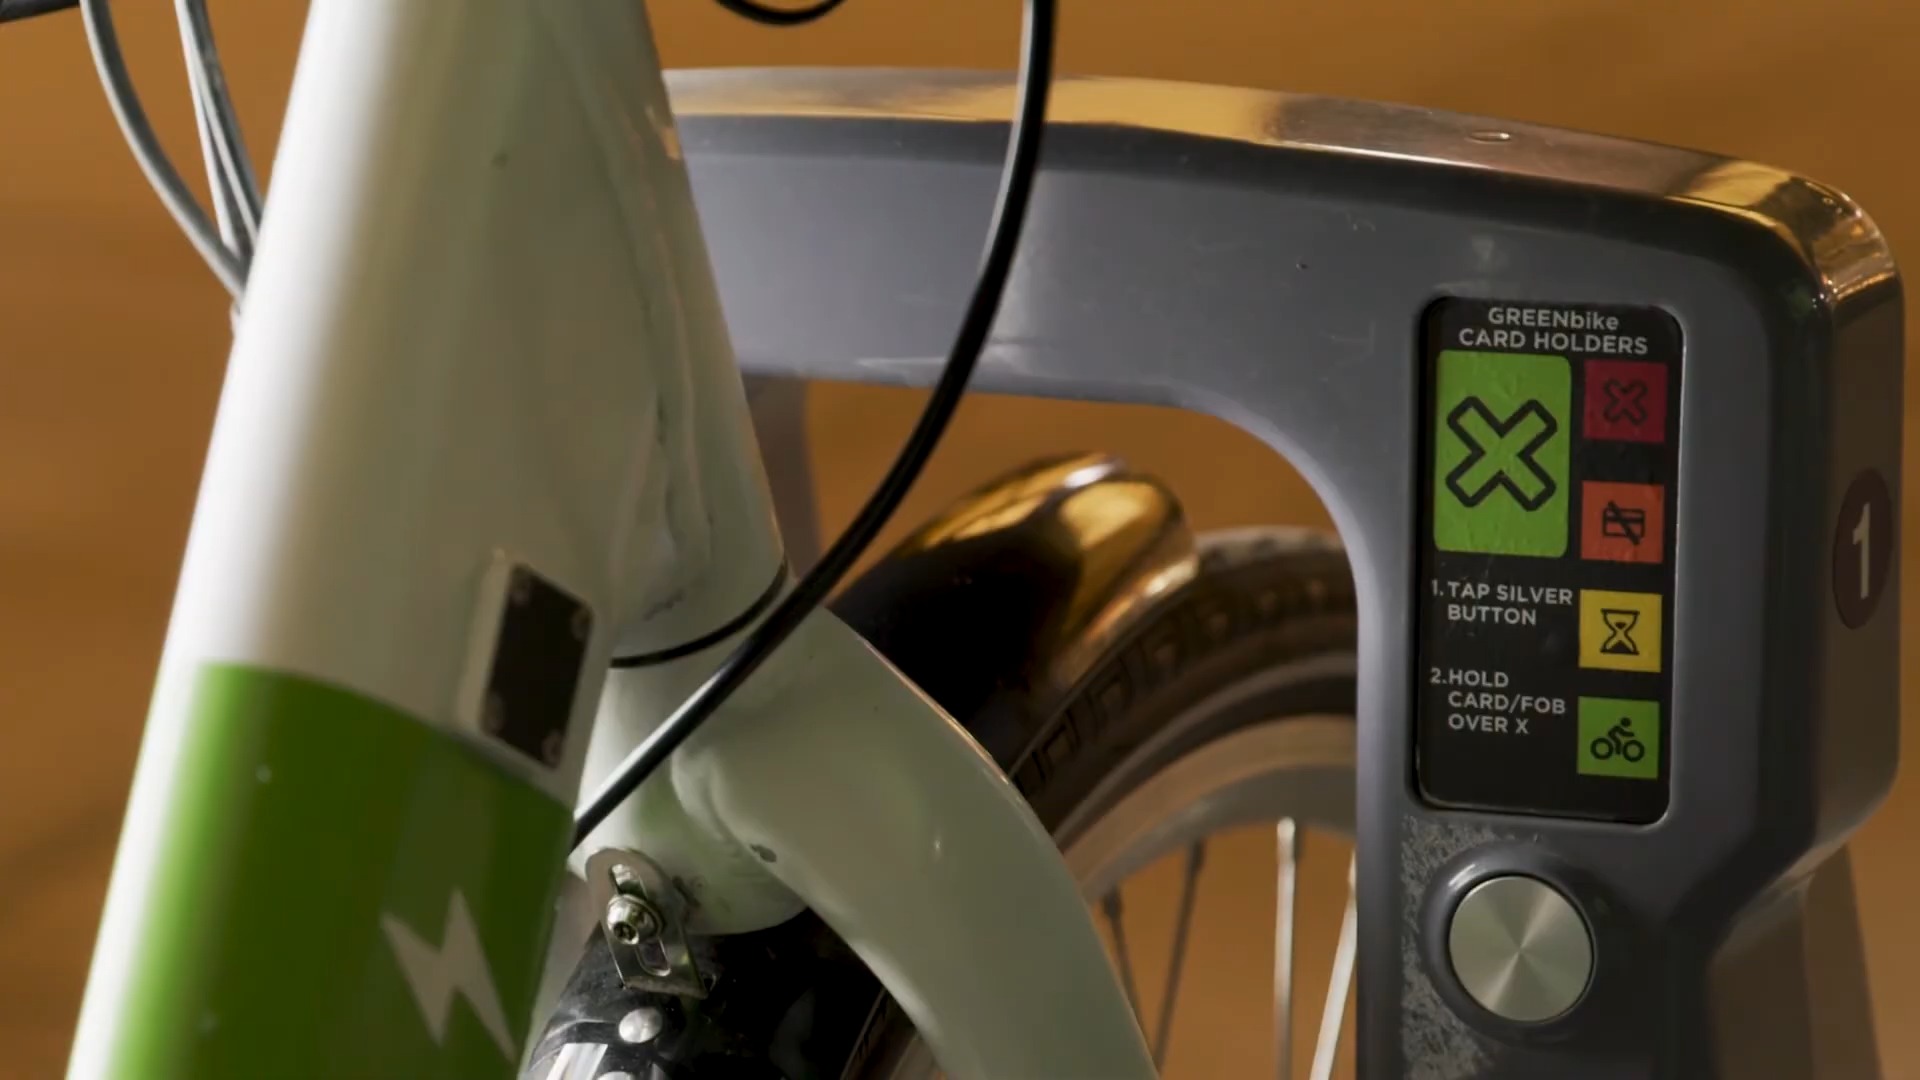 GREENbike
CARD HOLDERS
1. TAP SILVER
BUTTON
2. HOLD
CARD/FOB
OVER X
1